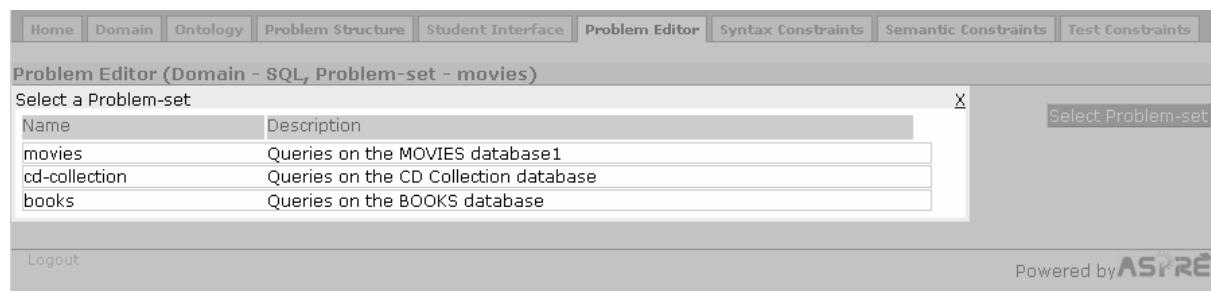 Home Domain Ontology Problem Structure Student Interface Problem Editor Syntax Constraints Semantic Constraints Test Constraints
Problem Editor (Domain - SQL, Problem-set - movies)
Select a Problem-set X
Select Problem-set
Name Description
movies Queries on the MOVIES database1
cd-collection Queries on the CD Collection database
books Queries on the BOOKS database
Logout
Powered by ASPIRE